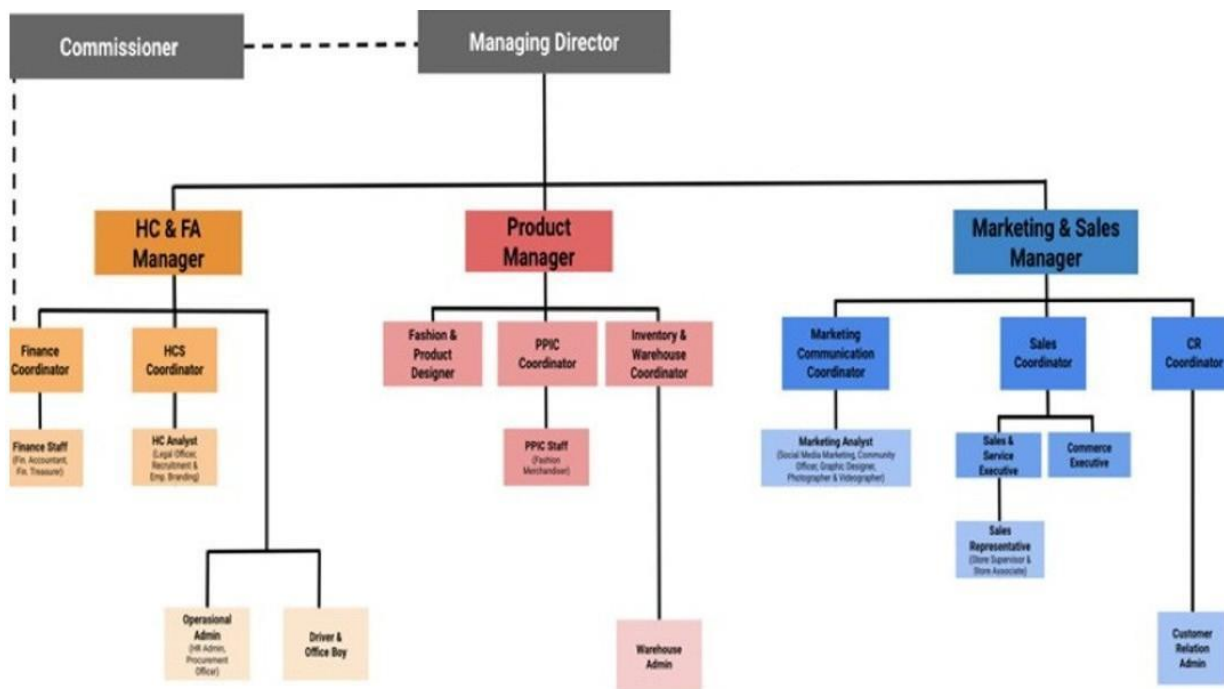 Commissioner
Managing Director
HC & FA
Manager
Product
Manager
Marketing & Sales
Manager
Finance
Coordinator
HCS
Coordinator
Fashion &
Product
Designer
PPIC
Coordinator
Inventory &
Warehouse
Coordinator
Marketing
Communication
Coordinator
Sales
Coordinator
CR
Coordinator
Finance Staff
(Fin. Accountant,
Fin. Treasurer)
HC Analyst
(Legal Officer,
Recruitment &
Emp. Branding)
PPIC Staff
(Fashion
Merchandiser)
Marketing Analyst
(Social Media Marketing, Community
Officer, Graphic Designer,
Photographer & Videographer)
Sales &
Service
Executive
Commerce
Executive
Sales
Representative
(Store Supervisor &
Store Associate)
Operasional
Admin
(HR Admin,
Procurement
Officer)
Driver &
Office Boy
Warehouse
Admin
Customer
Relation
Admin